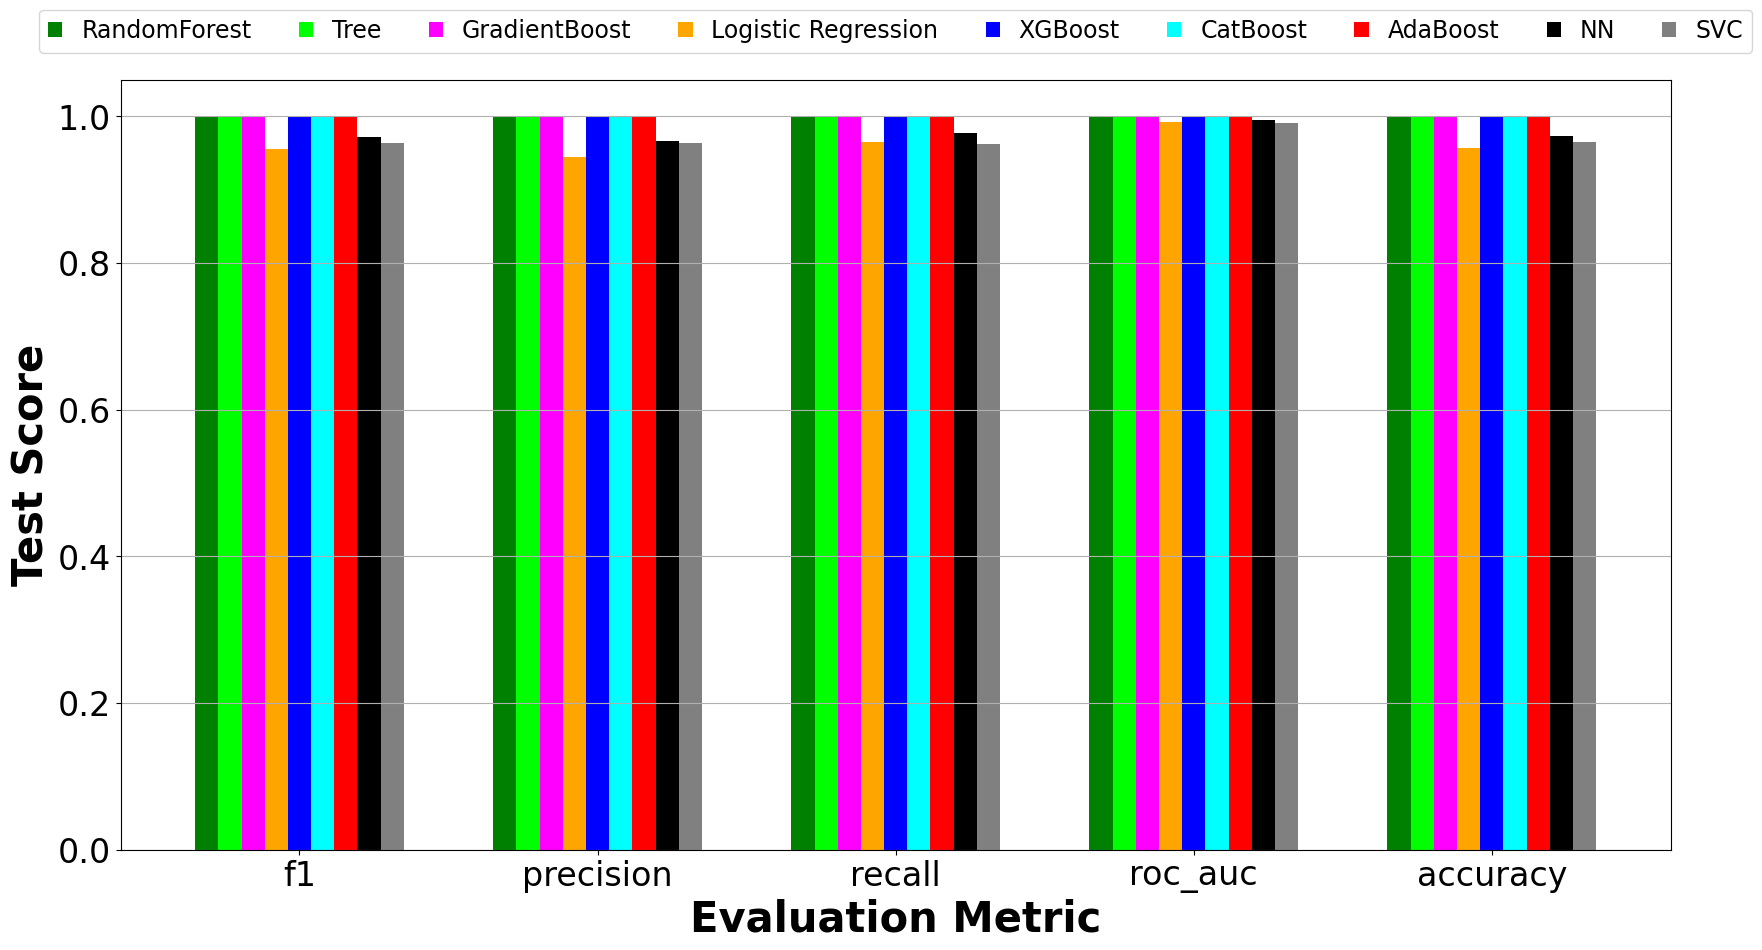 RandomForest Tree GradientBoost Logistic Regression XGBoost CatBoost AdaBoost NN SVC
1.0
0.8
0.6
0.4
0.2
0.0
Test Score
f1 precision recall roc_auc accuracy
Evaluation Metric